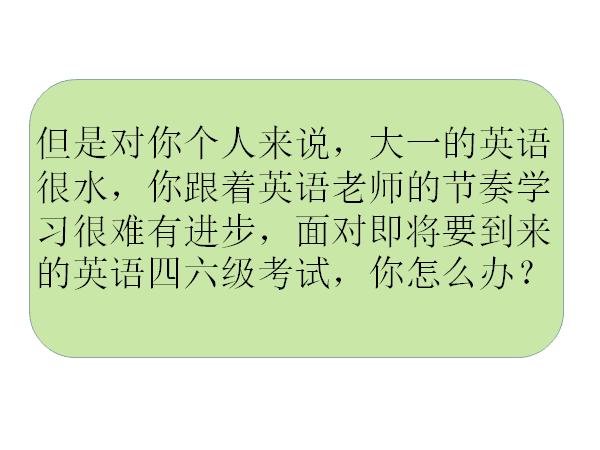 但是对你个人来说，大一的英语
很水，你跟着英语老师的节奏学
习很难有进步，面对即将要到来
的英语四六级考试，你怎么办？